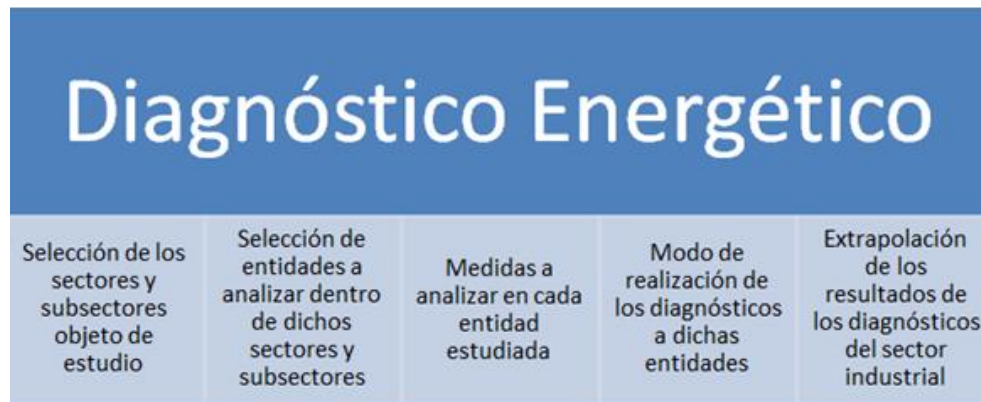 Diagnóstico Energético
Selección de los
sectores y
subsectores
objeto de
estudio
Selección de
entidades a
analizar dentro
de dichos
sectores y
subsectores
Medidas a
analizar en cada
entidad
estudiada
Modo de
realización de
los diagnósticos
a dichas
entidades
Extrapolación
de los
resultados de
los diagnósticos
del sector
industrial